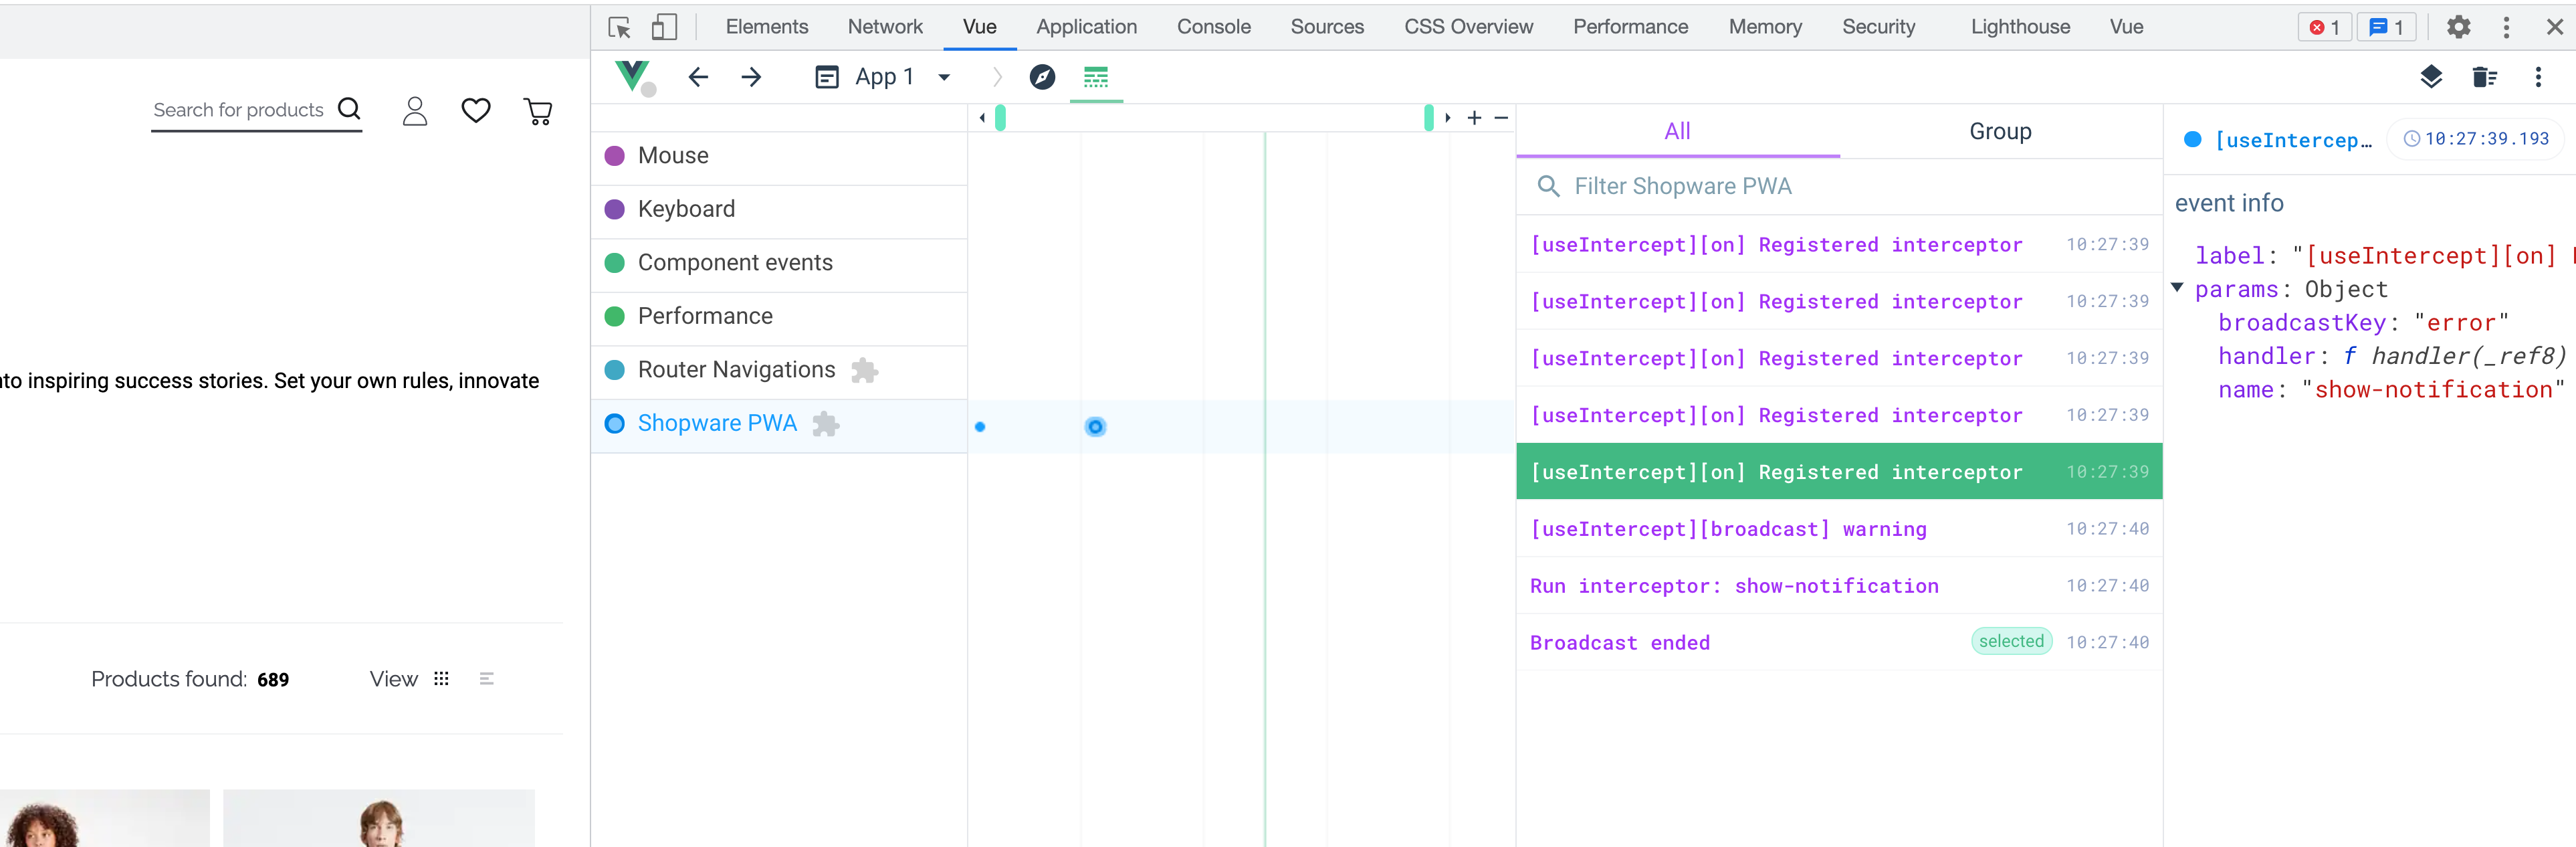 Elements Network Vue Application Console Sources CSS Overview Performance Memory Security Lighthouse Vue 1 1
App 1
Search for products
to inspiring success stories. Set your own rules, innovate
Products found: 689 View
Mouse
Keyboard
Component events
Performance
Router Navigations
Shopware PWA
All Group
Filter Shopware PWA
[useIntercept][on] Registered interceptor 10:27:39
[useIntercept][on] Registered interceptor 10:27:39
[useIntercept][on] Registered interceptor 10:27:39
[useIntercept][on] Registered interceptor 10:27:39
[useIntercept][on] Registered interceptor 10:27:39
[useIntercept][broadcast] warning 10:27:40
Run interceptor: show-notification 10:27:40
Broadcast ended selected 10:27:40
[useIntercep… 10:27:39.193
event info
label: "[useIntercept][on]
params: Object
broadcastKey: "error"
handler: f handler(_ref8)
name: "show-notification"